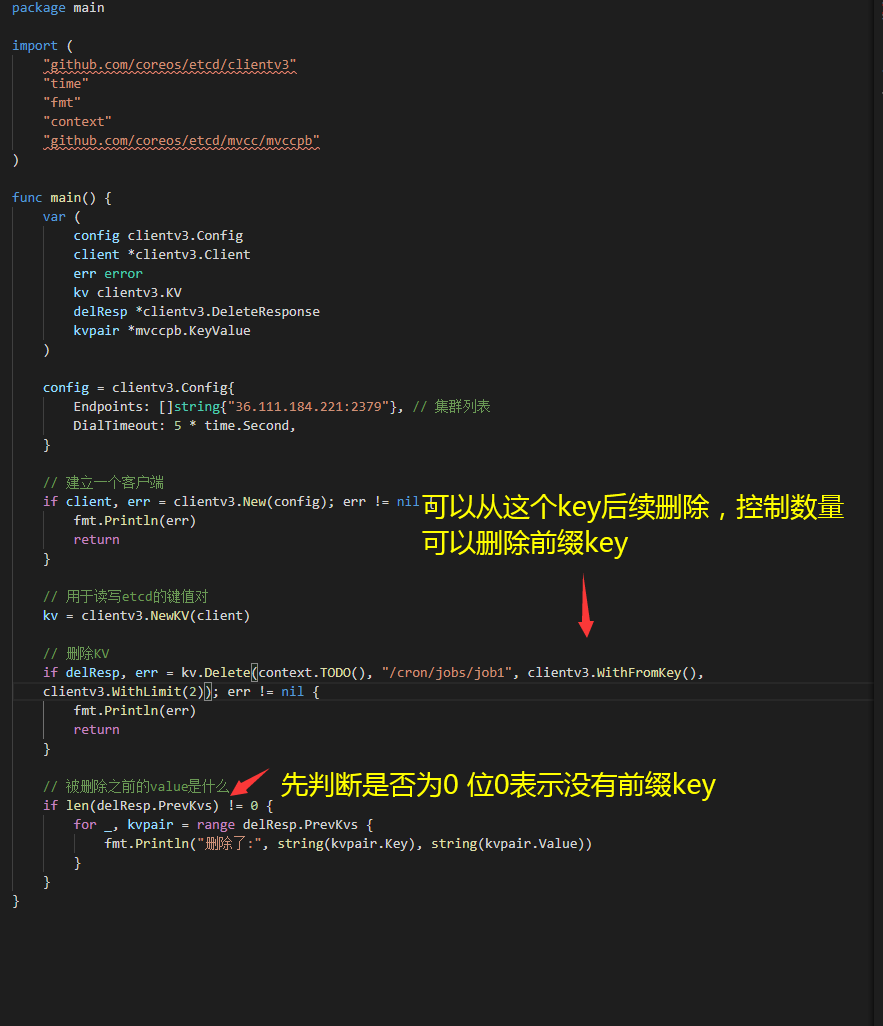 package main
import (
"github.com/coreos/etcd/clientv3"
"time"
"fmt"
"context"
"github.com/coreos/etcd/mvcc/mvccpb"
)
func main() {
var (
config clientv3.Config
client *clientv3.Client
err error
kv clientv3.KV
delResp *clientv3.DeleteResponse
kvpair *mvccpb.KeyValue
)
config = clientv3.Config{
Endpoints: []string{"36.111.184.221:2379"}, // 集群列表
DialTimeout: 5 * time.Second,
}
// 建立一个客户端
if client, err = clientv3.New(config); err != nil {
可以从这个key后续删除，控制数量
fmt.Println(err)
return
可以删除前缀key
}
// 用于读写etcd的键值对
kv = clientv3.NewKV(client)
// 删除KV
if delResp, err = kv.Delete(context.TODO(), "/cron/jobs/job1", clientv3.WithFromKey(),
clientv3.WithLimit(2)); err != nil {
fmt.Println(err)
return
}
// 被删除之前的value是什么
先判断是否为0 位0表示没有前缀key
if len(delResp.PrevKvs) != 0 {
for _, kvpair = range delResp.PrevKvs {
fmt.Println("删除了:", string(kvpair.Key), string(kvpair.Value))
}
}
}